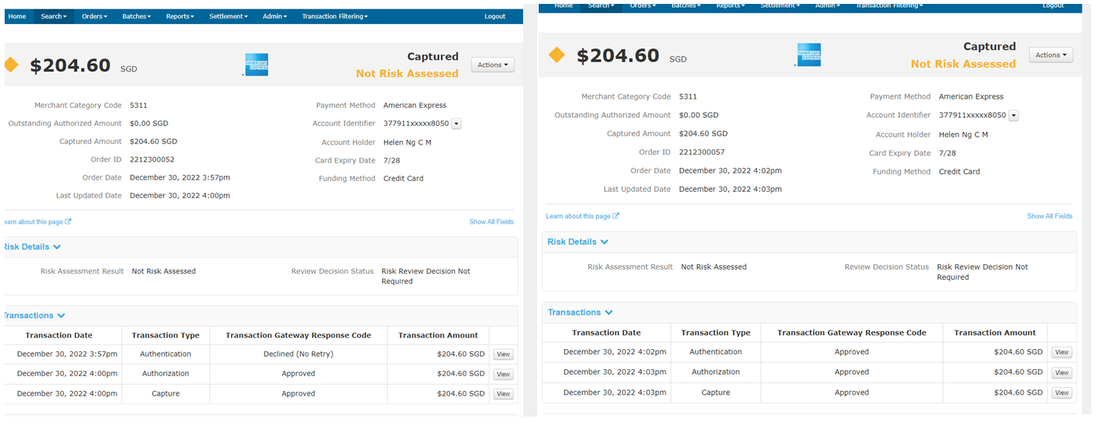 Home Search Orders Batches Reports Settlement Admin Transaction Filtering Logout
$204.60 SGD
Captured
Not Risk Assessed
Actions
Merchant Category Code 5311
Payment Method American Express
Outstanding Authorized Amount $0.00 SGD
Account Identifier 377911xxxxx8050
Captured Amount $204.60 SGD
Account Holder Helen Ng C M
Order ID 2212300052
Card Expiry Date 7/28
Order Date December 30, 2022 3:57pm
Funding Method Credit Card
Last Updated Date December 30, 2022 4:00pm
earn about this page
Show All Fields
Risk Details
Risk Assessment Result Not Risk Assessed
Review Decision Status Risk Review Decision Not
Required
Transactions
Transaction Date Transaction Type Transaction Gateway Response Code Transaction Amount
December 30, 2022 3:57pm Authentication Declined (No Retry) $204.60 SGD View
December 30, 2022 4:00pm Authorization Approved $204.60 SGD View
December 30, 2022 4:00pm Capture Approved $204.60 SGD View
Home Search Orders Batches Reports Settlement Admin Transaction Filtering Logout
$204.60 SGD
Captured
Not Risk Assessed
Actions
Merchant Category Code 5311
Payment Method American Express
Outstanding Authorized Amount $0.00 SGD
Account Identifier 377911xxxxx8050
Captured Amount $204.60 SGD
Account Holder Helen Ng C M
Order ID 2212300057
Card Expiry Date 7/28
Order Date December 30, 2022 4:02pm
Funding Method Credit Card
Last Updated Date December 30, 2022 4:03pm
Learn about this page
Show All Fields
Risk Details
Risk Assessment Result Not Risk Assessed
Review Decision Status Risk Review Decision Not
Required
Transactions
Transaction Date Transaction Type Transaction Gateway Response Code Transaction Amount
December 30, 2022 4:02pm Authentication Approved $204.60 SGD View
December 30, 2022 4:03pm Authorization Approved $204.60 SGD View
December 30, 2022 4:03pm Capture Approved $204.60 SGD View